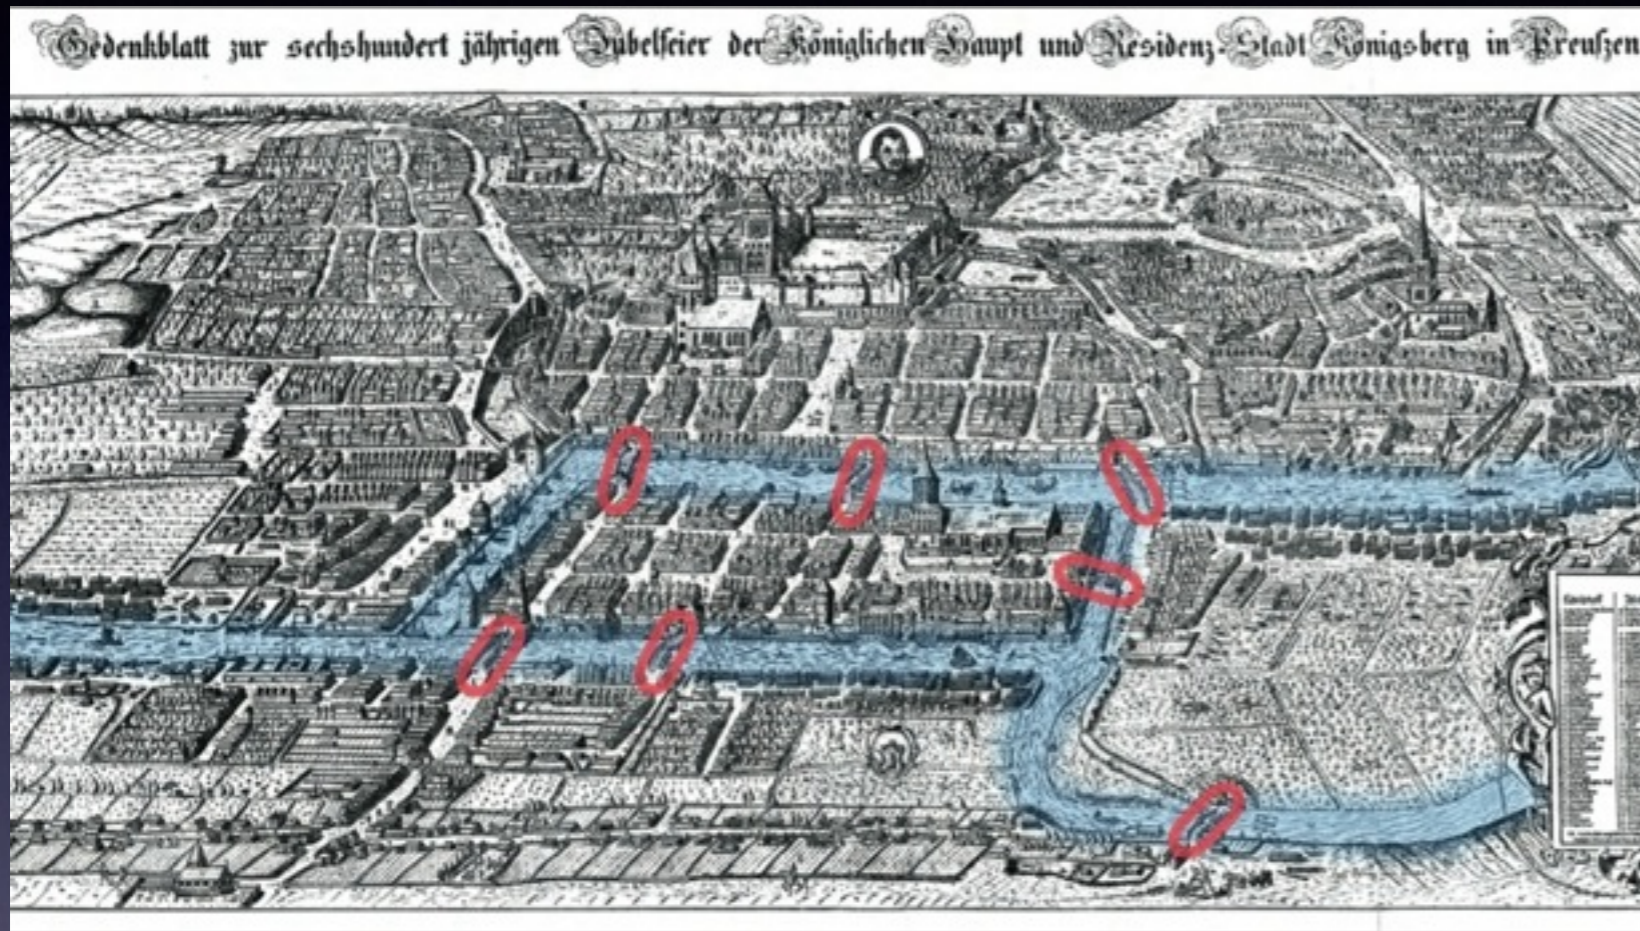 Gedenkblatt zur sechshundert jährigen Jubelfeier der Königlichen Haupt und Residenz-Stadt Königsberg in Preußen